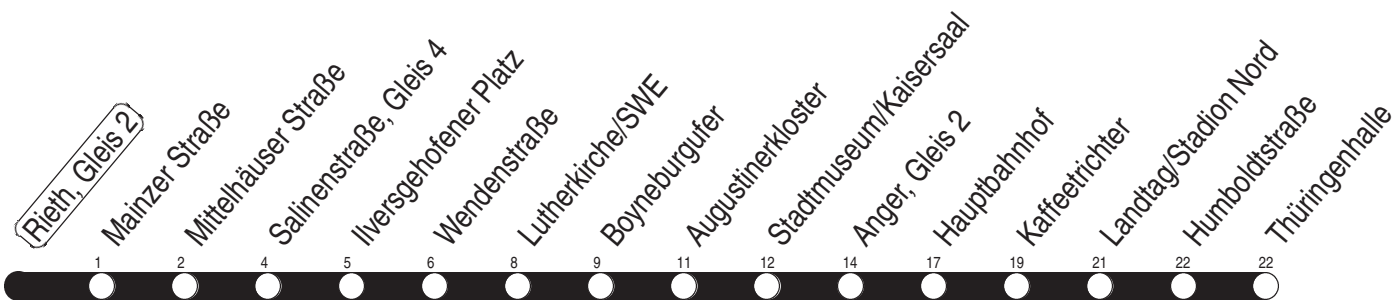 Rieth, Gleis 2
Mainzer Straße
Mittelhäuser Straße
Salinenstraße, Gleis 4
Ilversgehofener Platz
Wendenstraße
Lutherkirche/SWE
Boyneburgufer
Augustinerkloster
Stadtmuseum/Kaisersaal
Anger, Gleis 2
Hauptbahnhof
Kaffeetrichter
Landtag/Stadion Nord
Humboldtstraße
Thüringenhalle
1 2 4 5 6 8 9 11 12 14 17 19 21 22 22